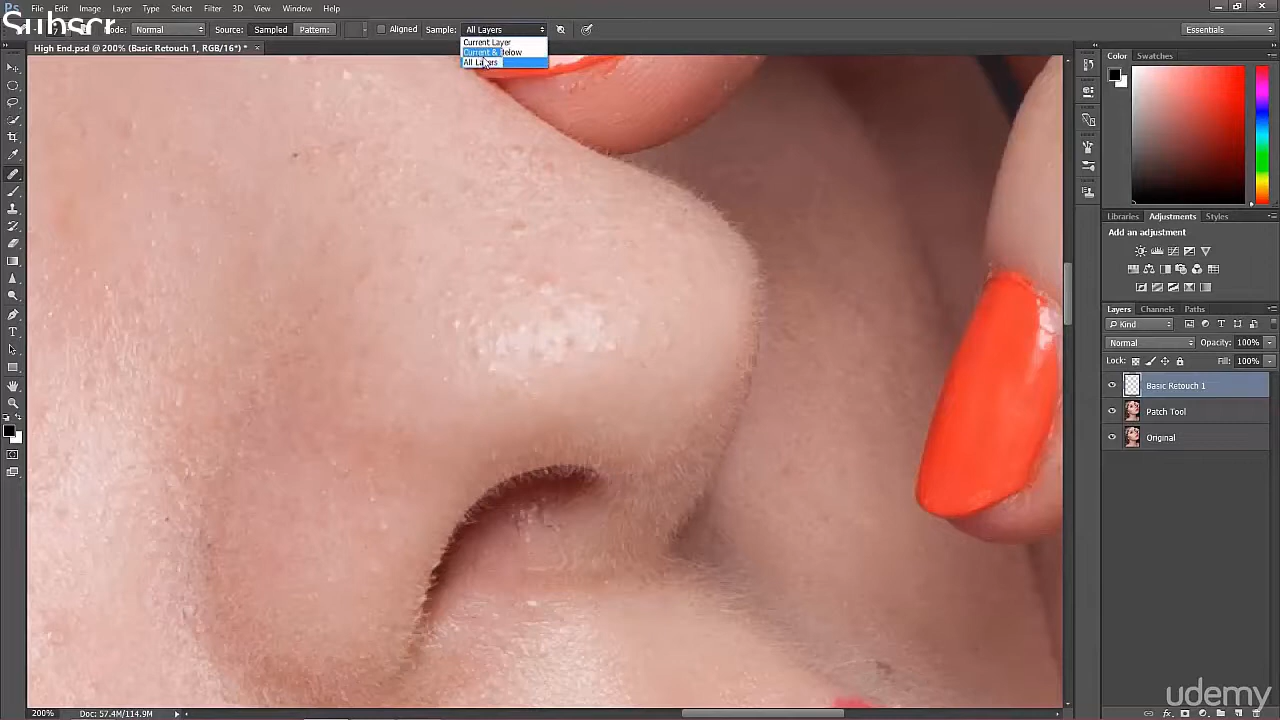 Ps File Edit Image Layer Type Select Filter 3D View Window Help
Subscr
Mode: Normal Source: Sampled Pattern: Aligned Sample: All Layers Essentials
Current Layer
Current & Below
All Layers
High End.psd @ 200% (Basic Retouch 1, RGB/16*) * ×
Color Swatches
Libraries Adjustments Styles
Add an adjustment
Layers Channels Paths
Kind
Normal Opacity: 100%
Lock: Fill: 100%
Basic Retouch 1
Patch Tool
Original
udemy
200% Doc: 57.4M/114.9M